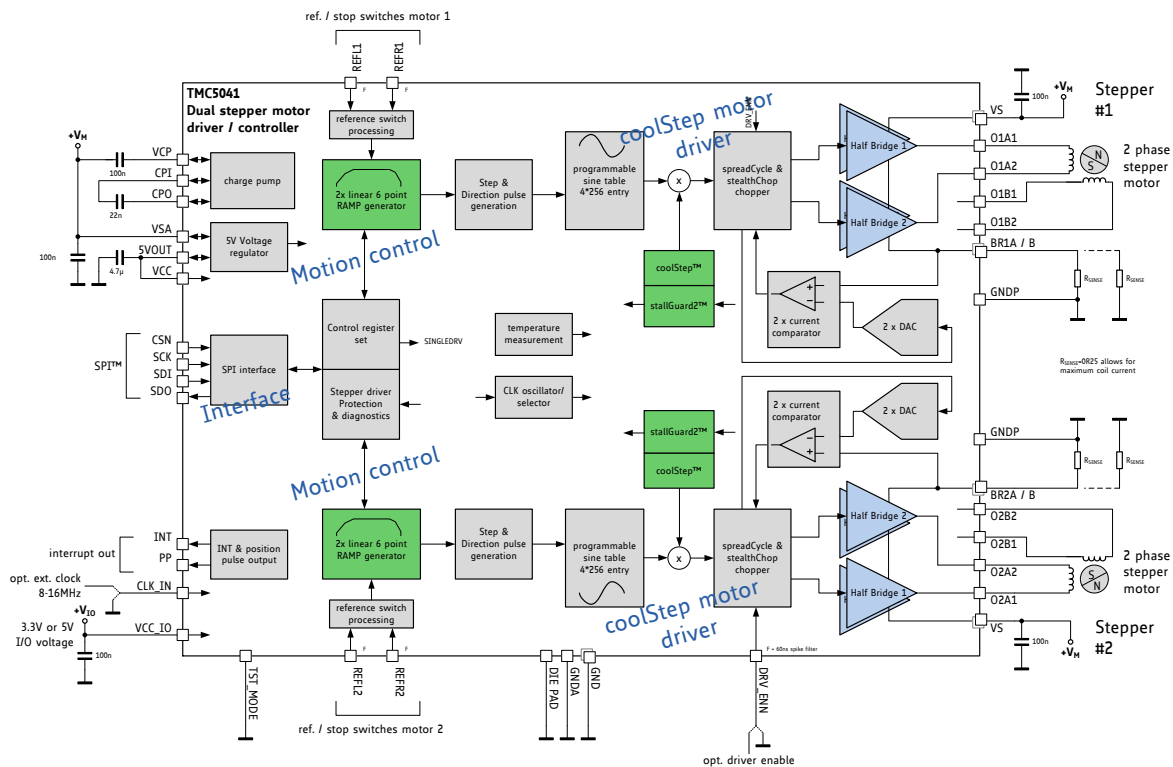 ref. / stop switches motor 1
REFL1
REFR1
F
F
TMC5041
Dual stepper motor
driver / controller
reference switch
processing
+VM
VCP
100n
CPI
CPO
22n
charge pump
VSA
5VOUT
VCC
100n
4.7µ
5V Voltage
regulator
2x linear 6 point
RAMP generator
Step &
Direction pulse
generation
programmable
sine table
4*256 entry
x
coolStep motor
driver
DRV_ENN
spreadCycle &
stealthChop
chopper
Half Bridge 1
Half Bridge 2
VS
100n
+VM
Stepper
#1
O1A1
O1A2
O1B1
O1B2
N
S
2 phase
stepper
motor
BR1A / B
RSENSE
RSENSE
GNDP
Motion control
coolStep™
stallGuard2™
+
-
2 x current
comparator
2 x DAC
RSENSE=0R25 allows for
maximum coil current
SPI™
CSN
SCK
SDI
SDO
SPI interface
Interface
Control register
set
SINGLEDRV
Stepper driver
Protection
& diagnostics
temperature
measurement
CLK oscillator/
selector
Motion control
stallGuard2™
coolStep™
2 x current
comparator
+
-
2 x DAC
GNDP
RSENSE
RSENSE
BR2A / B
interrupt out
INT
PP
INT & position
pulse output
opt. ext. clock
8-16MHz
CLK_IN
+VIO
3.3V or 5V
I/O voltage
VCC_IO
100n
2x linear 6 point
RAMP generator
Step &
Direction pulse
generation
programmable
sine table
4*256 entry
x
spreadCycle &
stealthChop
chopper
Half Bridge 2
Half Bridge 1
O2B2
O2B1
O2A2
O2A1
S
N
2 phase
stepper
motor
VS
100n
+VM
Stepper
#2
coolStep motor
driver
reference switch
processing
F
F
F = 60ns spike filter
TST_MODE
REFL2
REFR2
ref. / stop switches motor 2
DIE PAD
GNDA
GND
DRV_ENN
opt. driver enable